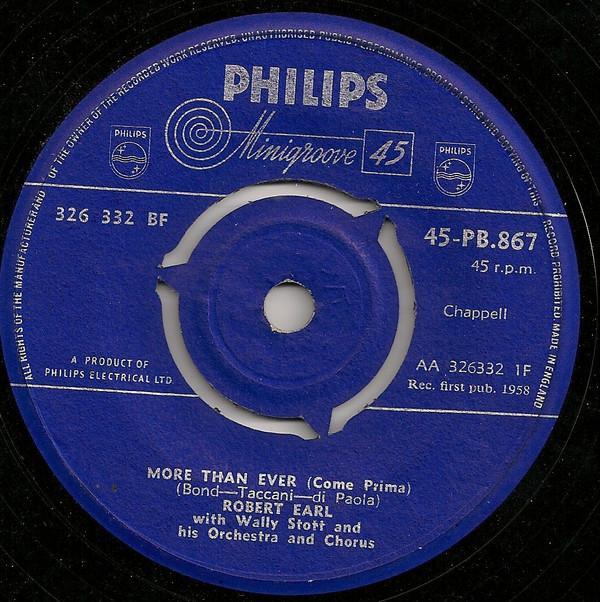 ALL RIGHTS OF THE MANUFACTURER AND OF THE OWNER OF THE RECORDED WORK RESERVED. UNAUTHORISED PUBLIC PERFORMANCE, BROADCASTING AND COPYING OF THIS RECORD PROHIBITED MADE IN ENGLAND
PHILIPS
Minigroove 45
PHILIPS
PHILIPS
326 332 BF
45-PB.867
45 r.p.m.
Chappell
A PRODUCT OF
PHILIPS ELECTRICAL LTD
AA 326332 1F
Rec. first pub. 1958
MORE THAN EVER (Come Prima)
(Bond—Taccani—di Paola)
ROBERT EARL
with Wally Stott and
his Orchestra and Chorus